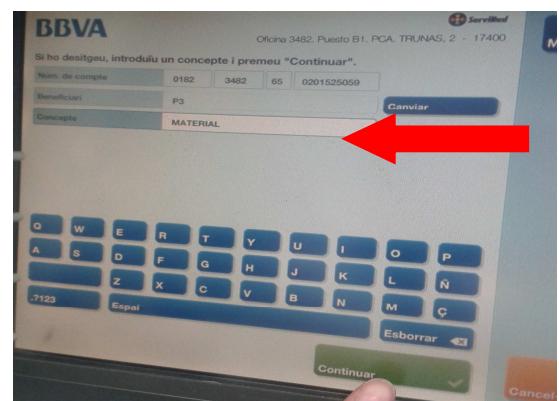 BBVA
ServiRed
Oficina 3482. Puesto B1. PCA. TRUNAS, 2 - 17400
Si ho desitgeu, introduïu un concepte i premeu "Continuar".
Núm. de compte 0182 3482 65 0201525059
Beneficiari P3 Canviar
Concepte MATERIAL
Q W E R T Y U I O P
A S D F G H J K L Ñ
Z X C V B N M Ç
.?123 Espai Esborrar
Continuar
Cancel